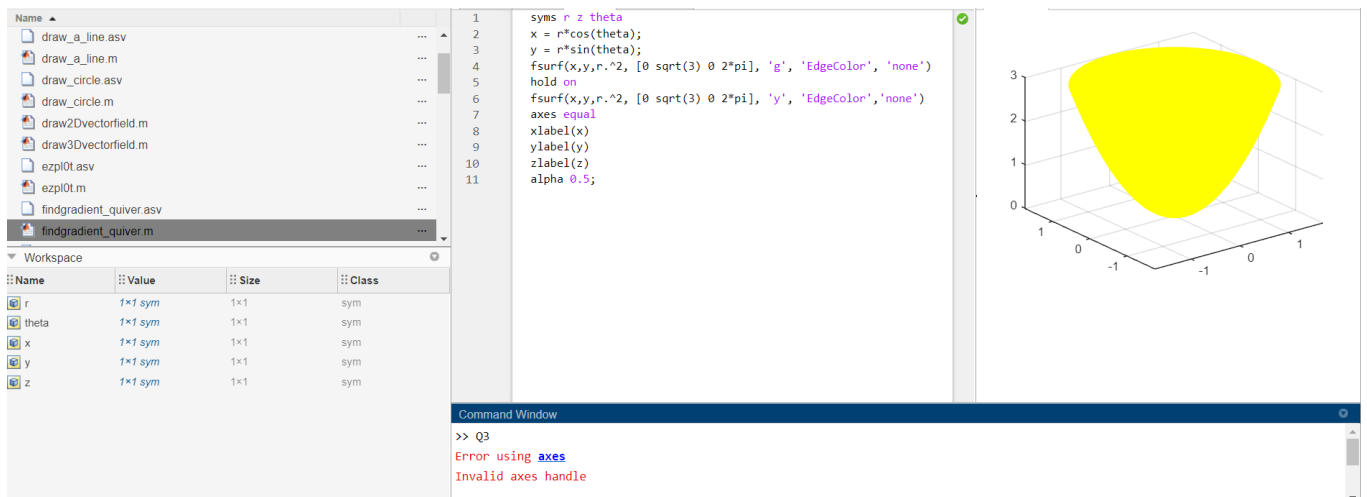 Name
draw_a_line.asv ...
draw_a_line.m ...
draw_circle.asv ...
draw_circle.m ...
draw2Dvectorfield.m ...
draw3Dvectorfield.m ...
ezpl0t.asv ...
ezpl0t.m ...
findgradient_quiver.asv ...
findgradient_quiver.m ...
Workspace
Name Value Size Class
r 1×1 sym 1×1 sym
theta 1×1 sym 1×1 sym
x 1×1 sym 1×1 sym
y 1×1 sym 1×1 sym
z 1×1 sym 1×1 sym
1 syms r z theta
2 x = r*cos(theta);
3 y = r*sin(theta);
4 fsurf(x,y,r.^2, [0 sqrt(3) 0 2*pi], 'g', 'EdgeColor', 'none')
5 hold on
6 fsurf(x,y,r.^2, [0 sqrt(3) 0 2*pi], 'y', 'EdgeColor','none')
7 axes equal
8 xlabel(x)
9 ylabel(y)
10 zlabel(z)
11 alpha 0.5;
3
2
1
0
1
0
-1
-1
0
1
Command Window
>> Q3
Error using axes
Invalid axes handle